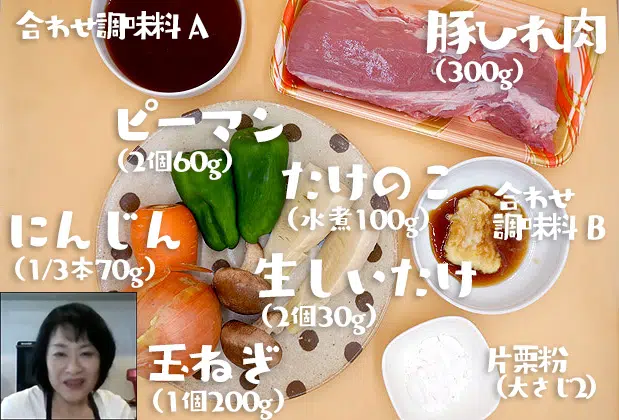 合わせ調味料 A
豚ひれ肉
(300g)
ピーマン
(2個60g)
たけのこ
(水煮100g)
合わせ
調味料 B
にんじん
(1/3本70g)
生しいたけ
(2個30g)
玉ねぎ
(1個200g)
片栗粉
(大さじ2)